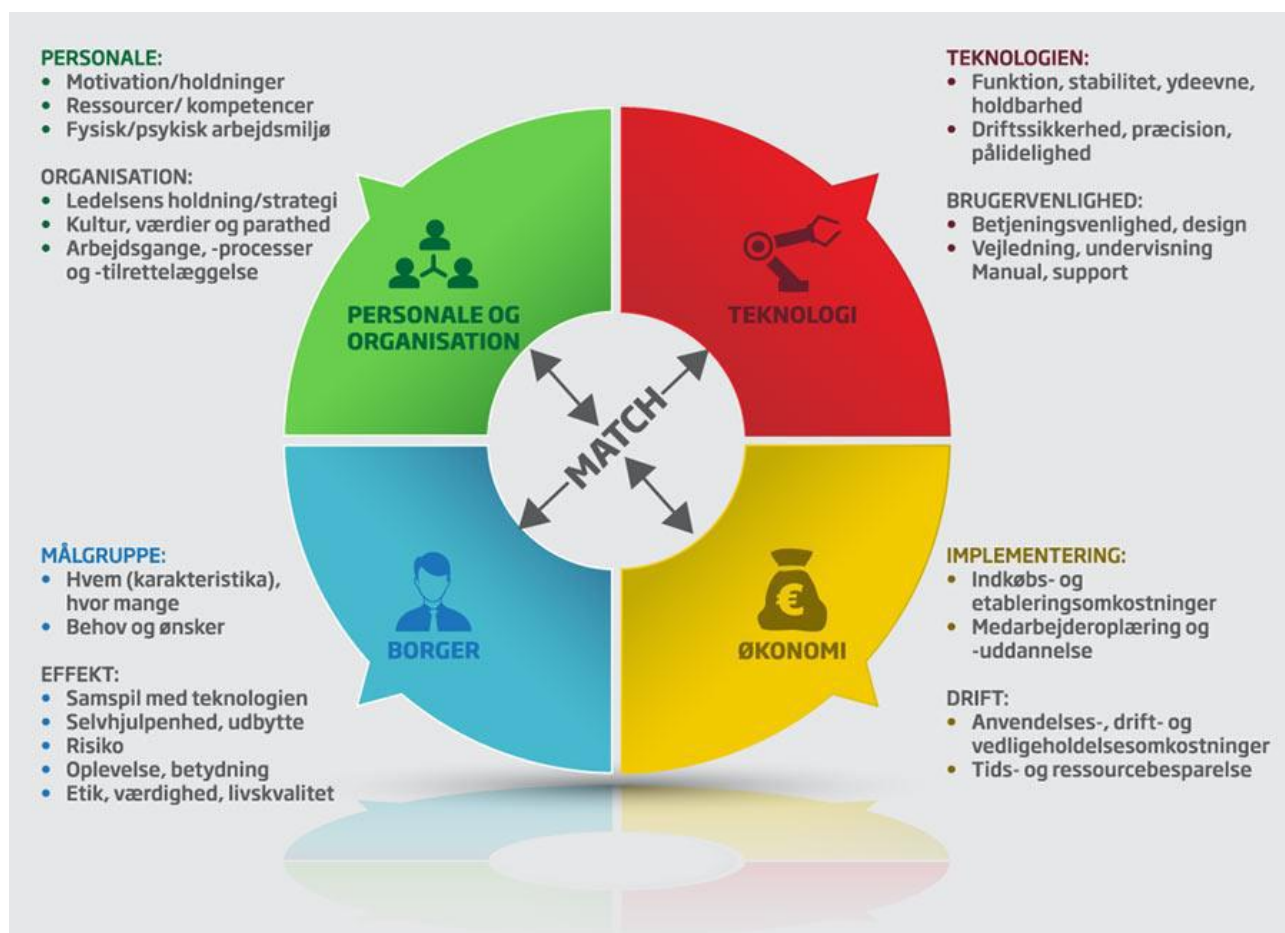 PERSONALE:
• Motivation/holdninger
• Ressourcer/ kompetencer
• Fysisk/psykisk arbejdsmiljø
ORGANISATION:
• Ledelsens holdning/strategi
• Kultur, værdier og parathed
• Arbejdsgange, -processer
og -tilrettelæggelse
TEKNOLOGIEN:
• Funktion, stabilitet, ydeevne,
holdbarhed
• Driftssikkerhed, præcision,
pålidelighed
BRUGERVENLIGHED:
• Betjeningsvenlighed, design
• Vejledning, undervisning
Manual, support
PERSONALE OG
ORGANISATION
TEKNOLOGI
MATCH
BORGER
€
ØKONOMI
MÅLGRUPPE:
• Hvem (karakteristika),
hvor mange
• Behov og ønsker
EFFEKT:
• Samspil med teknologien
• Selvhjulpenhed, udbytte
• Risiko
• Oplevelse, betydning
• Etik, værdighed, livskvalitet
IMPLEMENTERING:
• Indkøbs- og
etableringsomkostninger
• Medarbejderoplæring og
-uddannelse
DRIFT:
• Anvendelses-, drift- og
vedligeholdelsesomkostninger
• Tids- og ressourcebesparelse